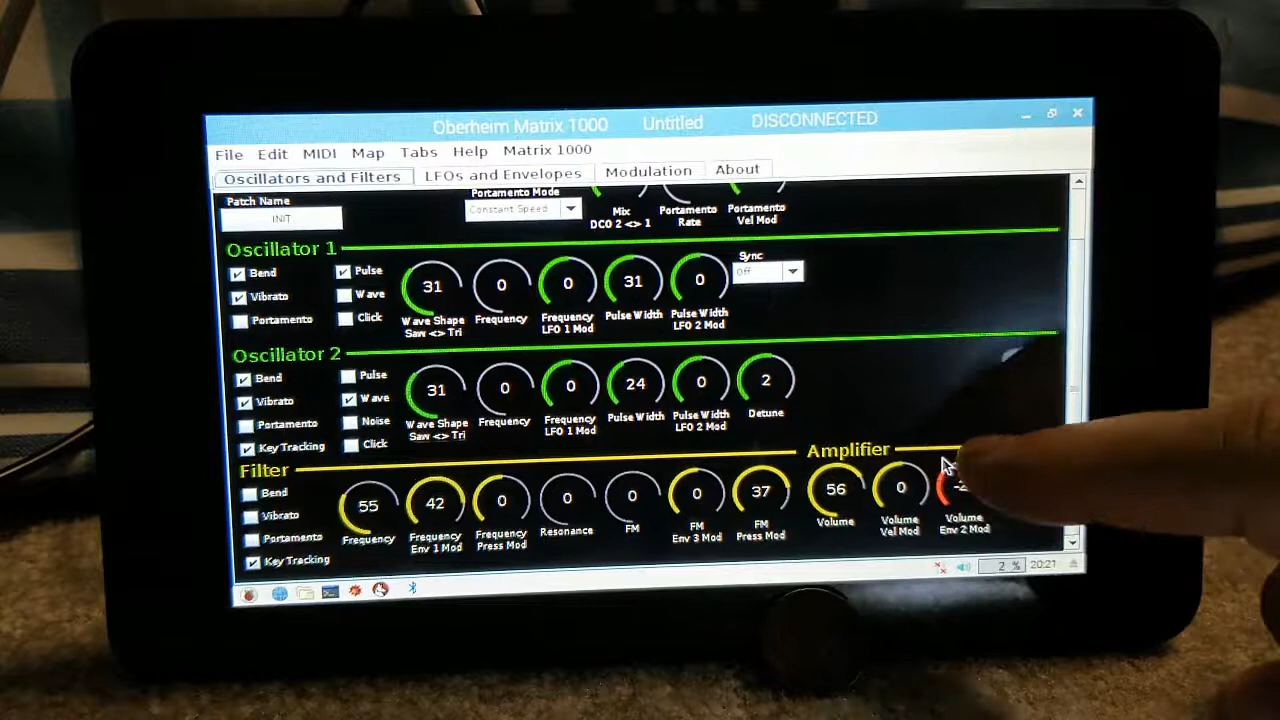 Oberheim Matrix 1000 Untitled DISCONNECTED
File Edit MIDI Map Tabs Help Matrix 1000
Oscillators and Filters LFOs and Envelopes Modulation About
Patch Name
INIT
Portamento Mode
Constant Speed
Mix
DCO 2 <> 1
Portamento
Rate
Portamento
Vel Mod
Oscillator 1
Bend
Vibrato
Portamento
Pulse
Wave
Click
31
Wave Shape
Saw <> Tri
0
Frequency
0
Frequency
LFO 1 Mod
31
Pulse Width
0
Pulse Width
LFO 2 Mod
Sync
Off
Oscillator 2
Bend
Vibrato
Portamento
Key Tracking
Pulse
Wave
Noise
Click
31
Wave Shape
Saw <> Tri
0
Frequency
0
Frequency
LFO 1 Mod
24
Pulse Width
0
Pulse Width
LFO 2 Mod
2
Detune
Filter
Bend
Vibrato
Portamento
Key Tracking
55
Frequency
42
Frequency
Env 1 Mod
0
Frequency
Press Mod
0
Resonance
0
FM
0
FM
Env 3 Mod
37
FM
Press Mod
Amplifier
56
Volume
0
Volume
Vel Mod
Volume
Env 2 Mod
2 % 20:21